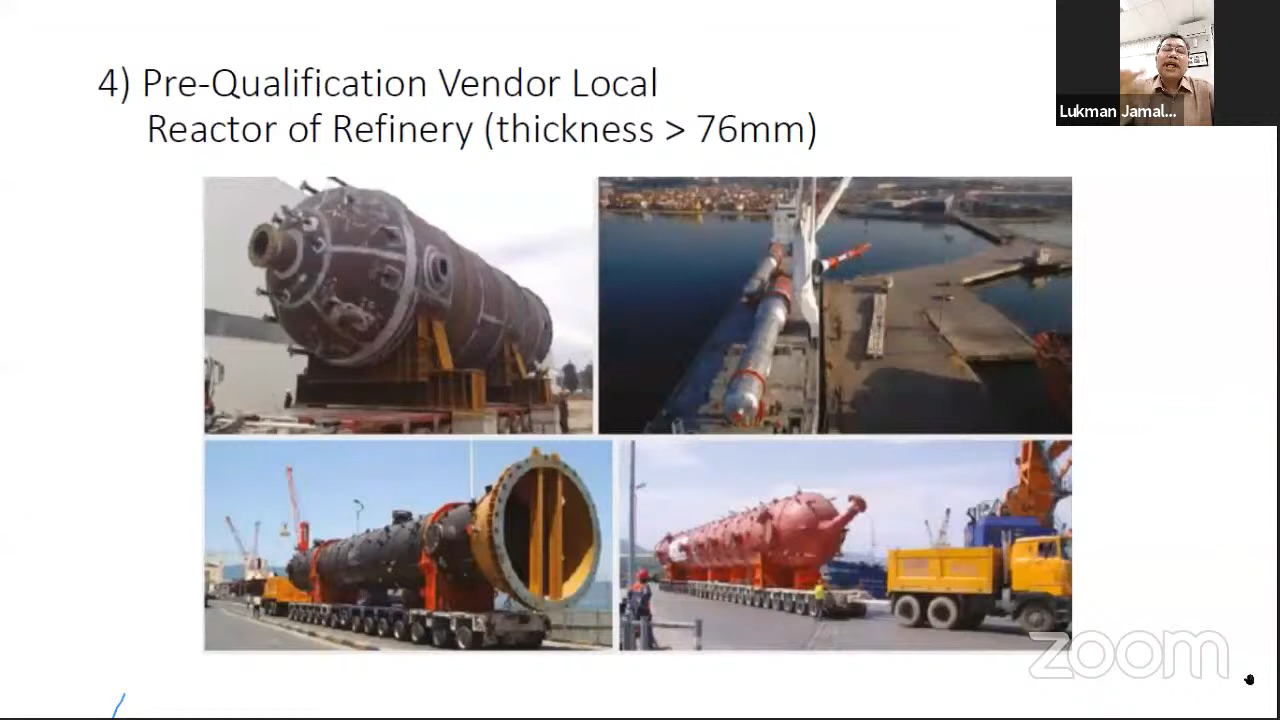 4) Pre-Qualification Vendor Local
Reactor of Refinery (thickness > 76mm)
Lukman Jamal...
zoom